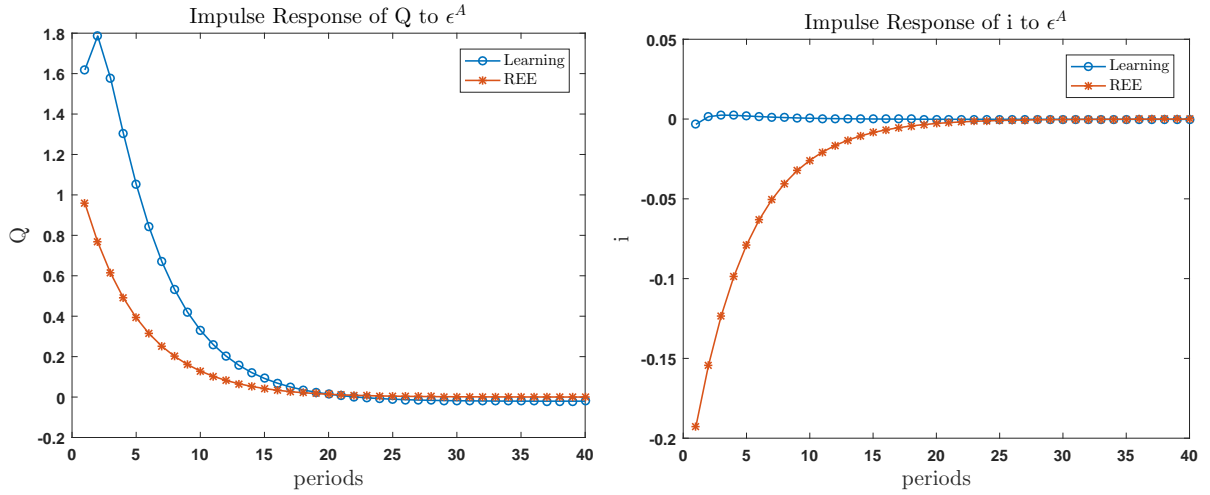 Impulse Response of Q to ϵ^A
1.8
1.6
1.4
1.2
1
0.8
0.6
0.4
0.2
0
-0.2
Q
0 5 10 15 20 25 30 35 40
periods
Learning
REE
Impulse Response of i to ϵ^A
0.05
0
-0.05
-0.1
-0.15
-0.2
i
0 5 10 15 20 25 30 35 40
periods
Learning
REE